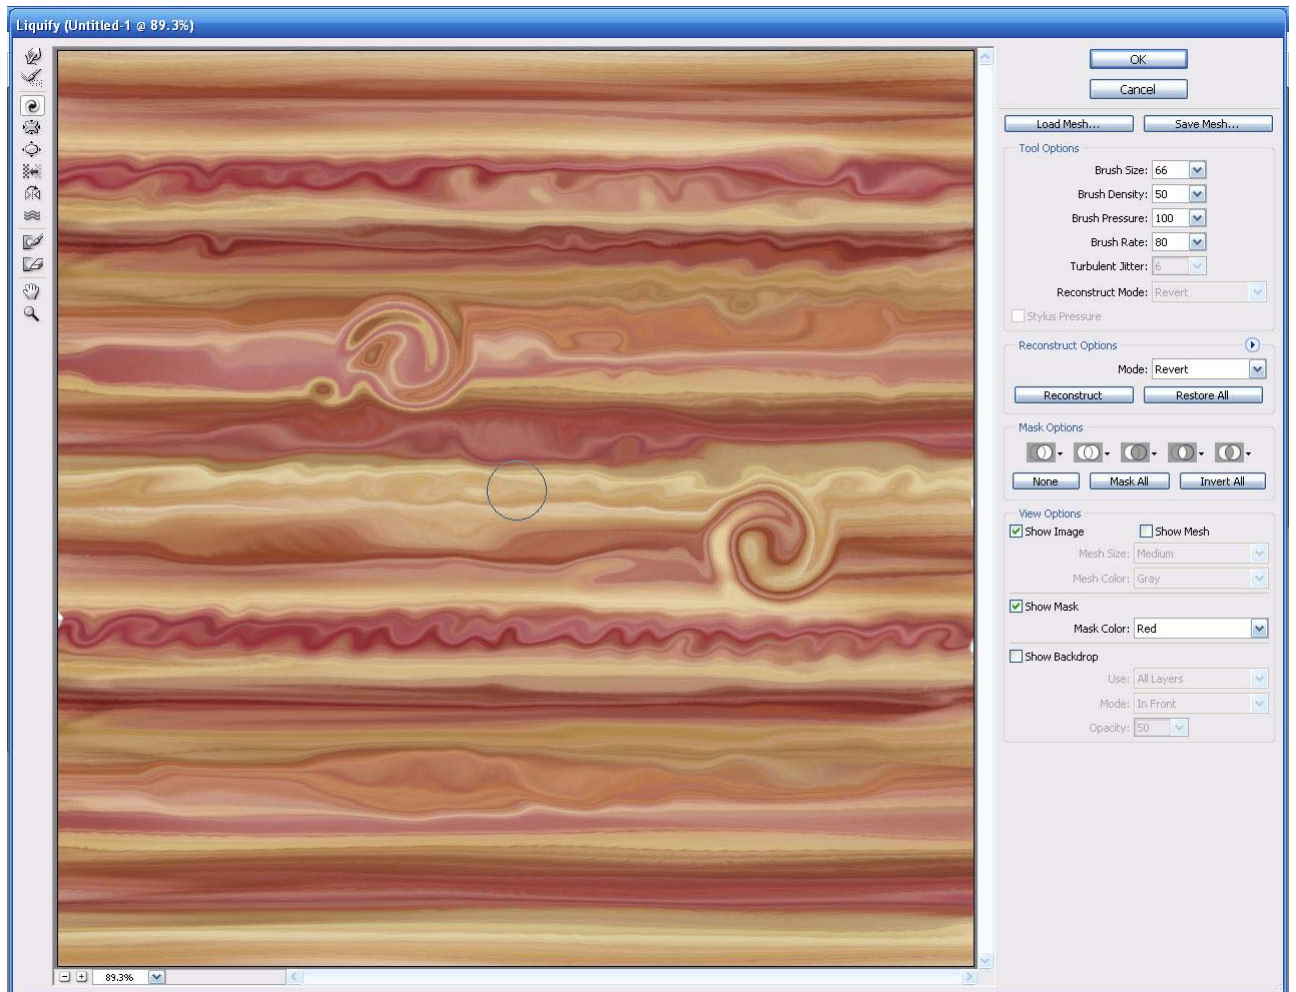 Liquify (Untitled-1 @ 89.3%)
OK
Cancel
Load Mesh... Save Mesh...
Tool Options
Brush Size: 66
Brush Density: 50
Brush Pressure: 100
Brush Rate: 80
Turbulent Jitter: 6
Reconstruct Mode: Revert
Stylus Pressure
Reconstruct Options
Mode: Revert
Reconstruct Restore All
Mask Options
None Mask All Invert All
View Options
Show Image Show Mesh
Mesh Size: Medium
Mesh Color: Gray
Show Mask
Mask Color: Red
Show Backdrop
Use: All Layers
Mode: In Front
Opacity: 50
89.3%